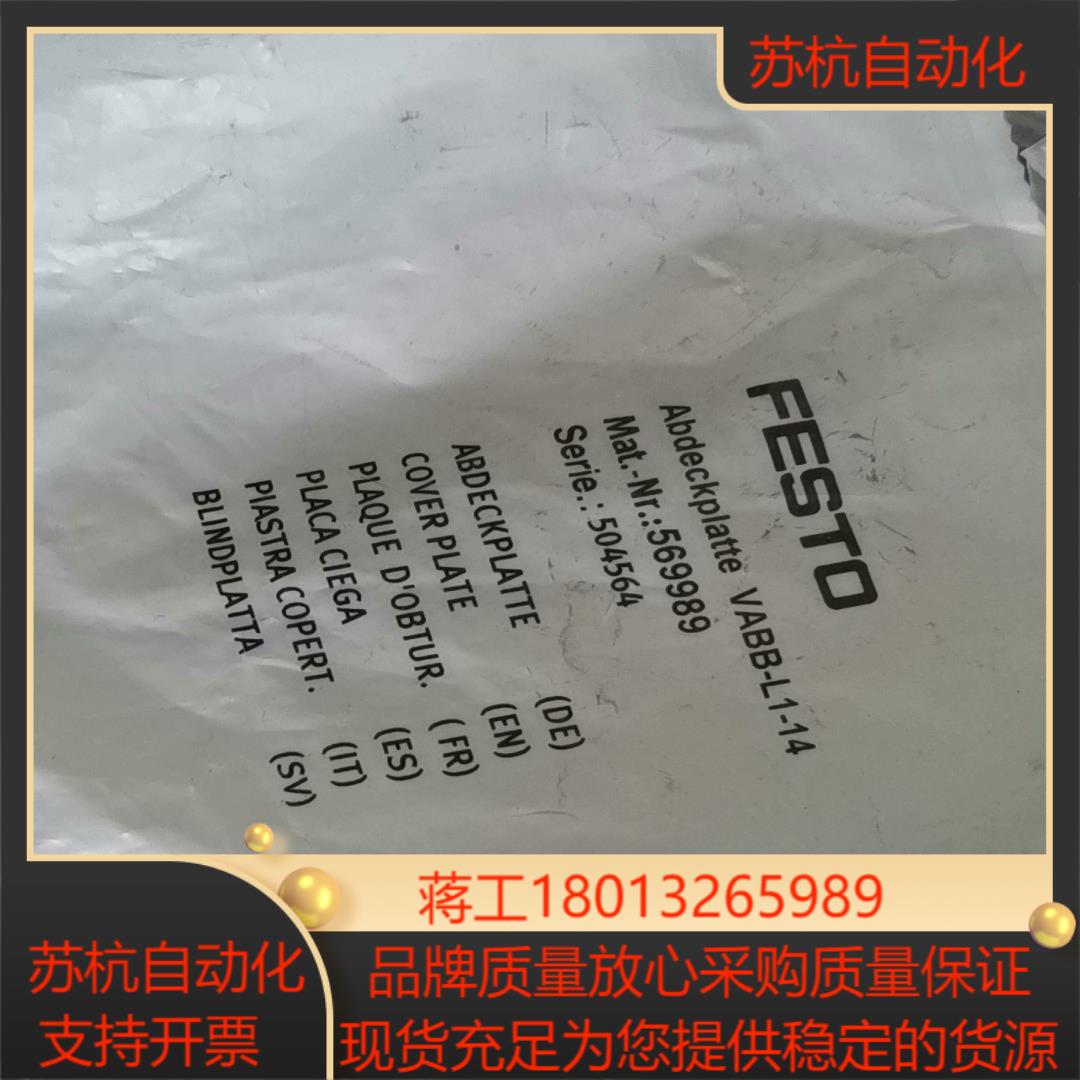 苏杭自动化
FESTO
Abdeckplatte VABB-L1-14
Mat.-Nr.:569989
Serie.: 504564
ABDECKPLATTE (DE)
COVER PLATE (EN)
PLAQUE D'OBTUR. (FR)
PLACA CIEGA (ES)
PIASTRA COPERT. (IT)
BLINDPLATTA (SV)
蒋工18013265989
苏杭自动化
支持开票
品牌质量放心采购质量保证
现货充足为您提供稳定的货源